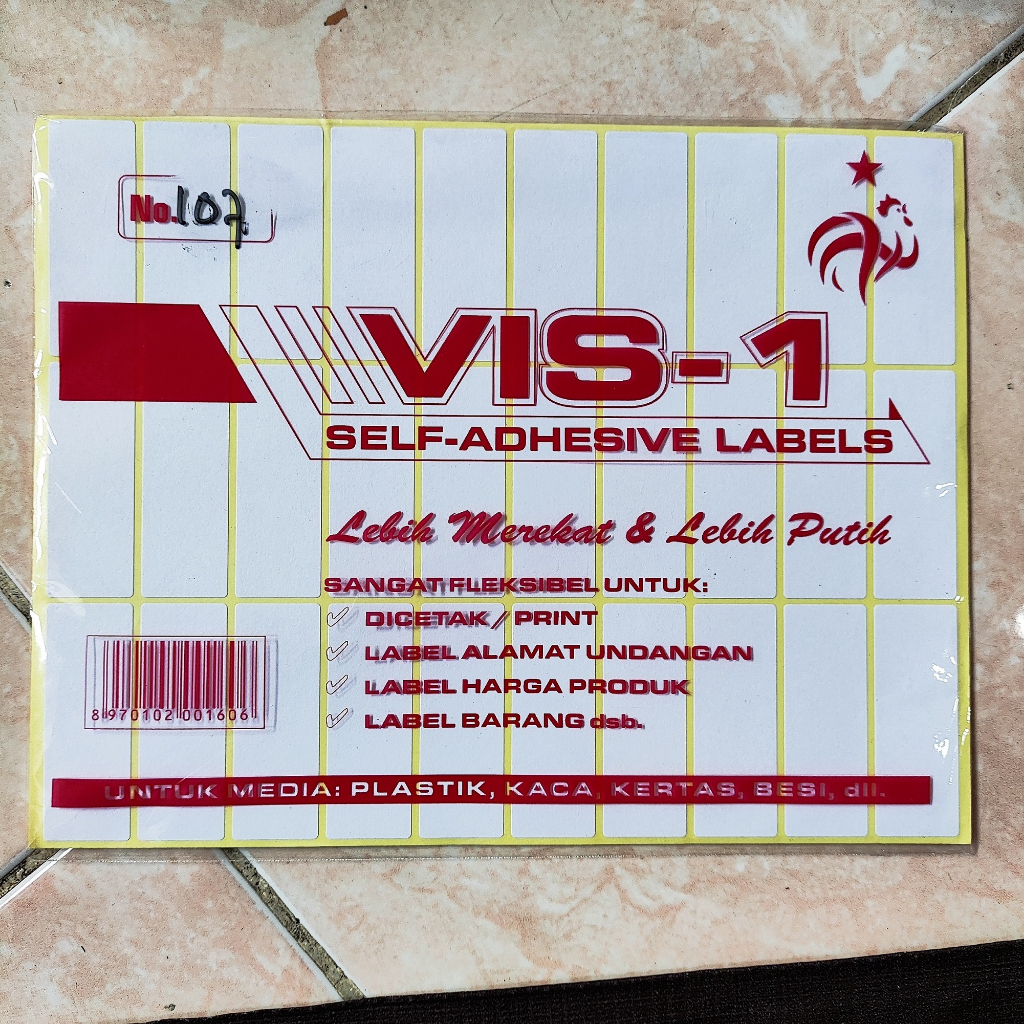 No.107
VIS-1
SELF-ADHESIVE LABELS
Lebih Merekat & Lebih Putih
SANGAT FLEKSIBEL UNTUK:
DICETAK / PRINT
LABEL ALAMAT UNDANGAN
LABEL HARGA PRODUK
LABEL BARANG dsb.
8 970102 001606
UNTUK MEDIA: PLASTIK, KACA, KERTAS, BESI, dll.